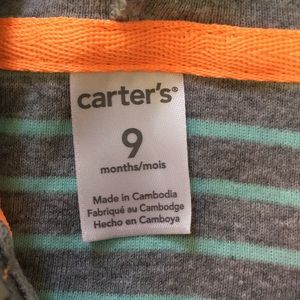 carter's®
9
months/mois
Made in Cambodia
Fabriqué au Cambodge
Hecho en Camboya